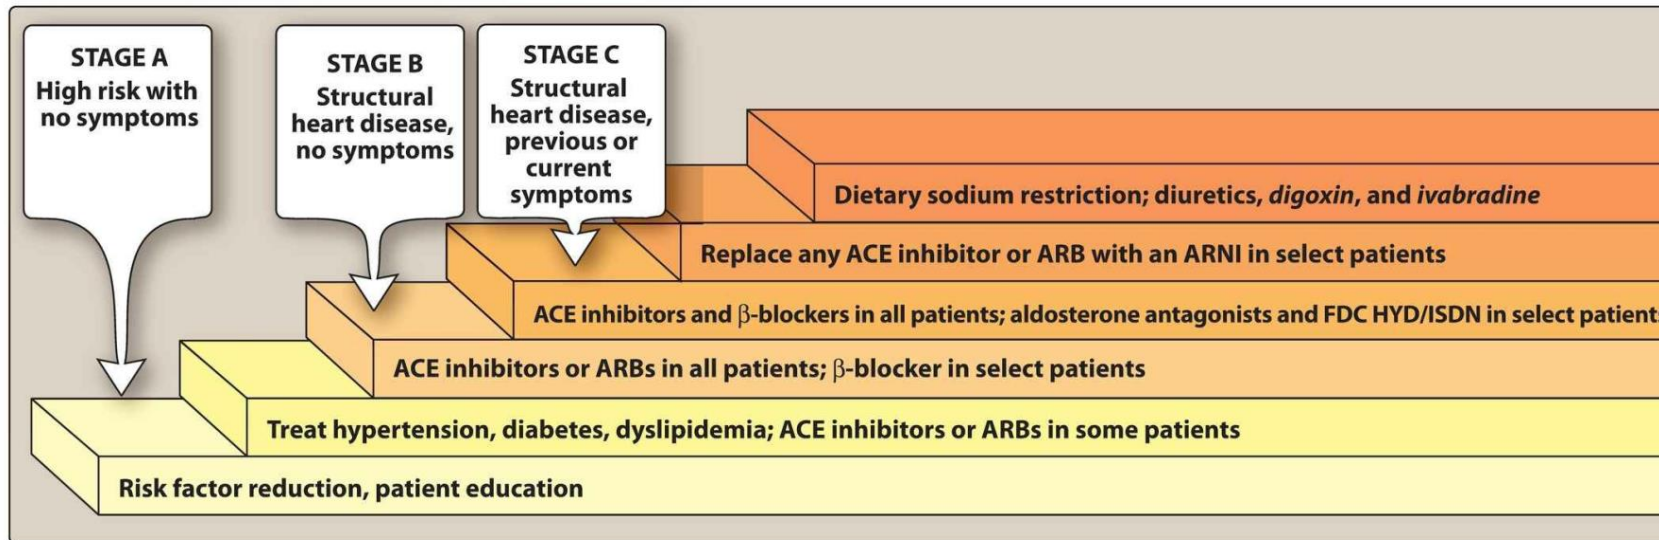 STAGE A
High risk with
no symptoms
STAGE B
Structural
heart disease,
no symptoms
STAGE C
Structural
heart disease,
previous or
current
symptoms
Dietary sodium restriction; diuretics, digoxin, and ivabradine
Replace any ACE inhibitor or ARB with an ARNI in select patients
ACE inhibitors and β-blockers in all patients; aldosterone antagonists and FDC HYD/ISDN in select patient
ACE inhibitors or ARBs in all patients; β-blocker in select patients
Treat hypertension, diabetes, dyslipidemia; ACE inhibitors or ARBs in some patients
Risk factor reduction, patient education